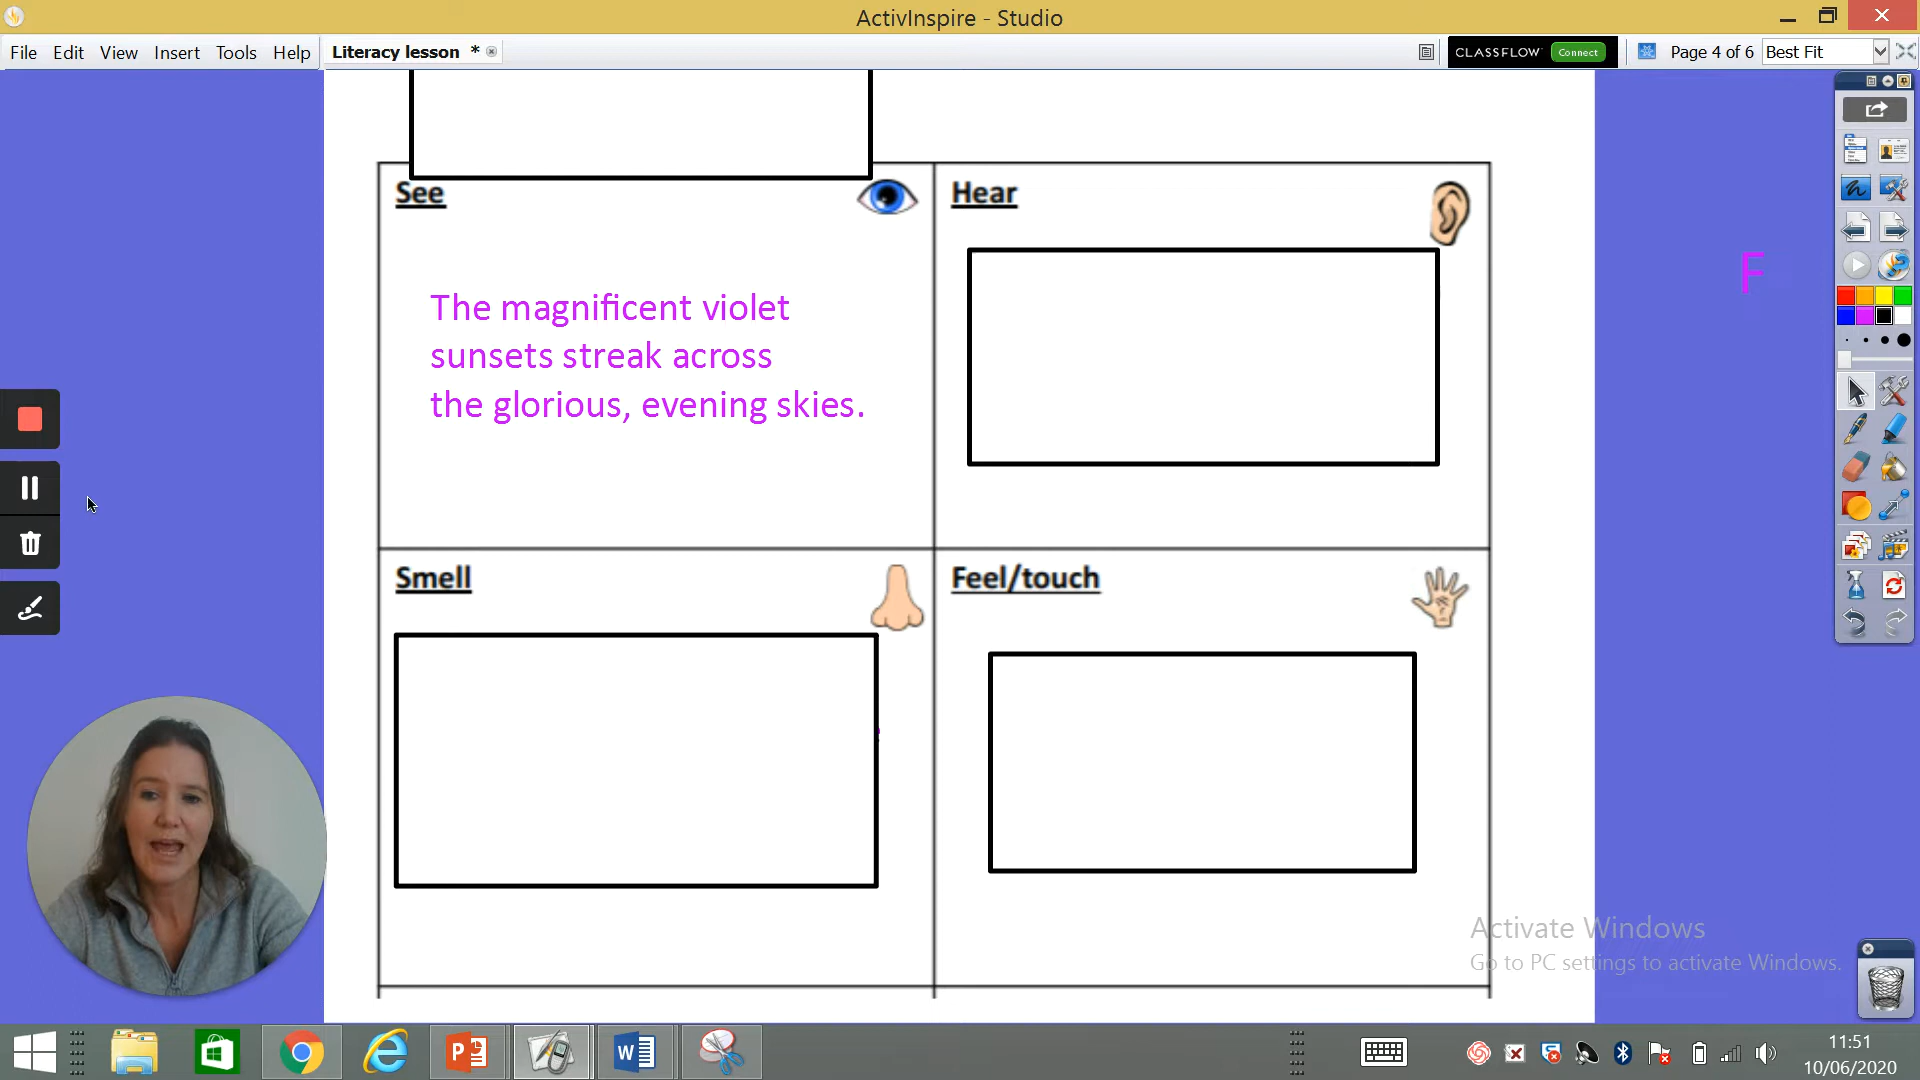 ActivInspire - Studio
File Edit View Insert Tools Help
Literacy lesson *
CLASSFLOW Connect
Page 4 of 6 Best Fit
See
Hear
F
The magnificent violet
sunsets streak across
the glorious, evening skies.
Smell
Feel/touch
Activate Windows
Go to PC settings to activate Windows.
11:51
10/06/2020